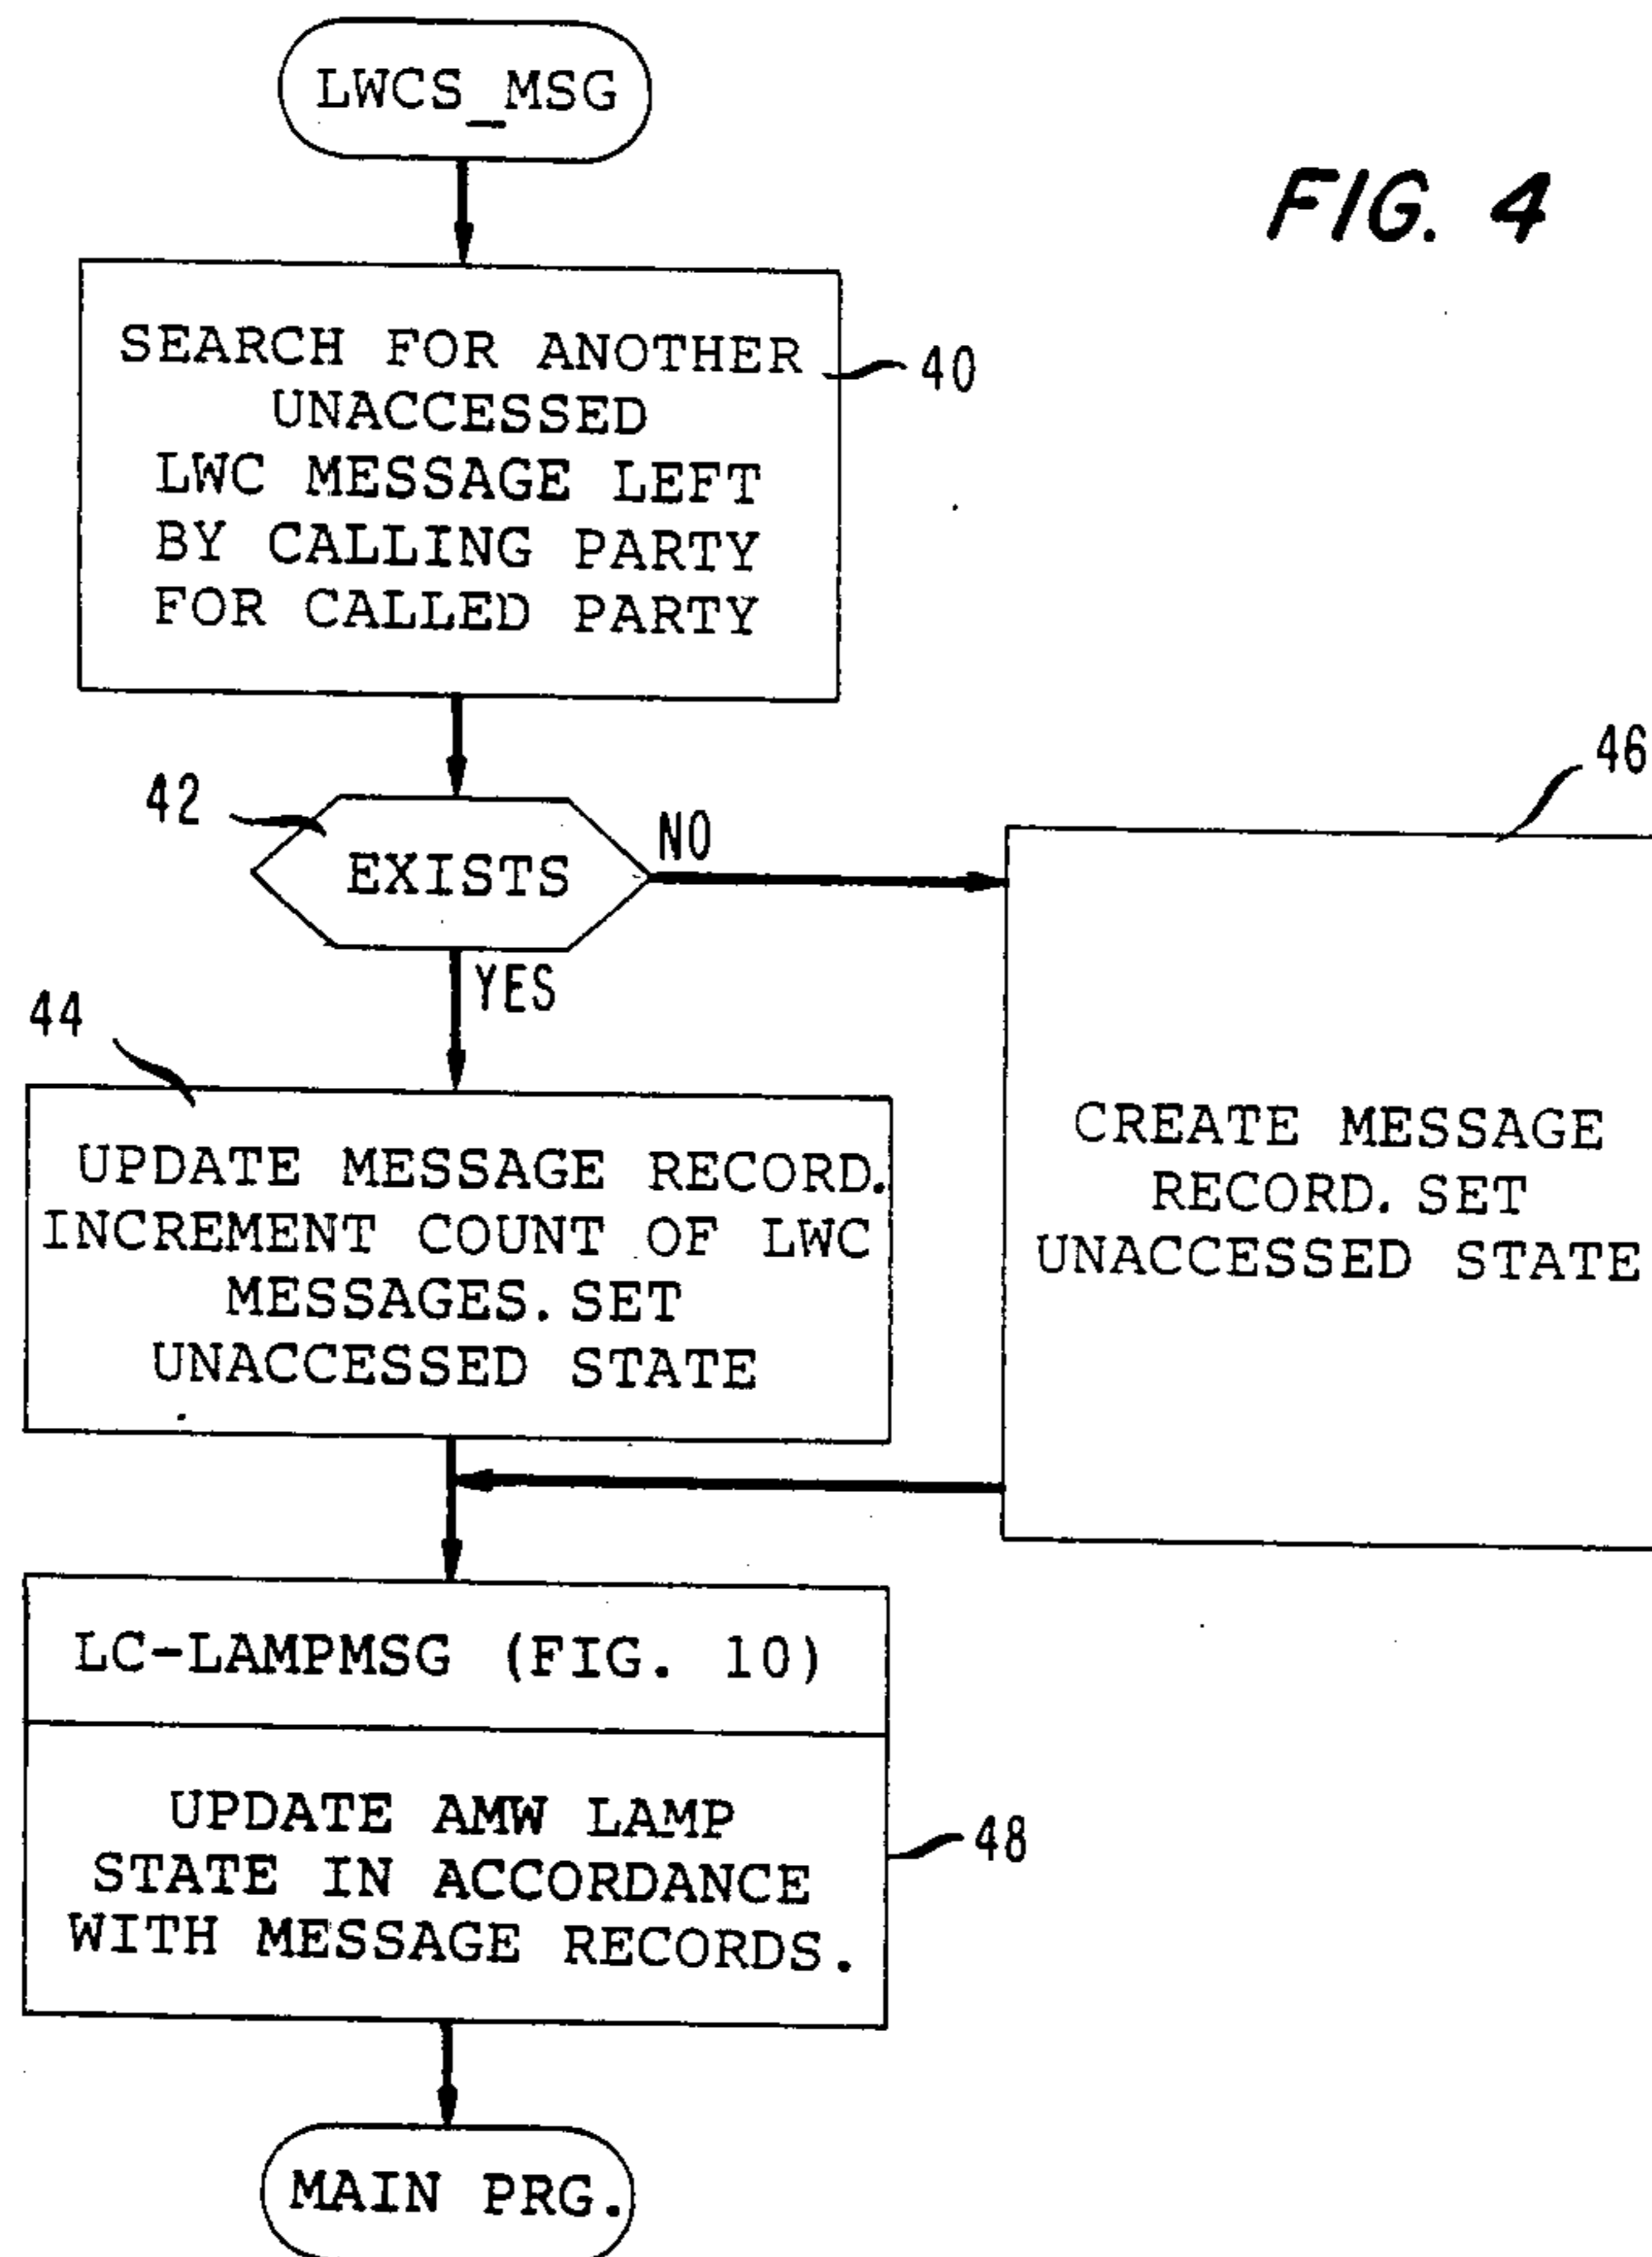 LWCS_MSG
FIG. 4
SEARCH FOR ANOTHER
UNACCESSED
LWC MESSAGE LEFT
BY CALLING PARTY
FOR CALLED PARTY
40
42
EXISTS
NO
46
YES
44
UPDATE MESSAGE RECORD.
INCREMENT COUNT OF LWC
MESSAGES. SET
UNACCESSED STATE
CREATE MESSAGE
RECORD. SET
UNACCESSED STATE
LC-LAMPMSG (FIG. 10)
UPDATE AMW LAMP
STATE IN ACCORDANCE
WITH MESSAGE RECORDS.
48
MAIN PRG.